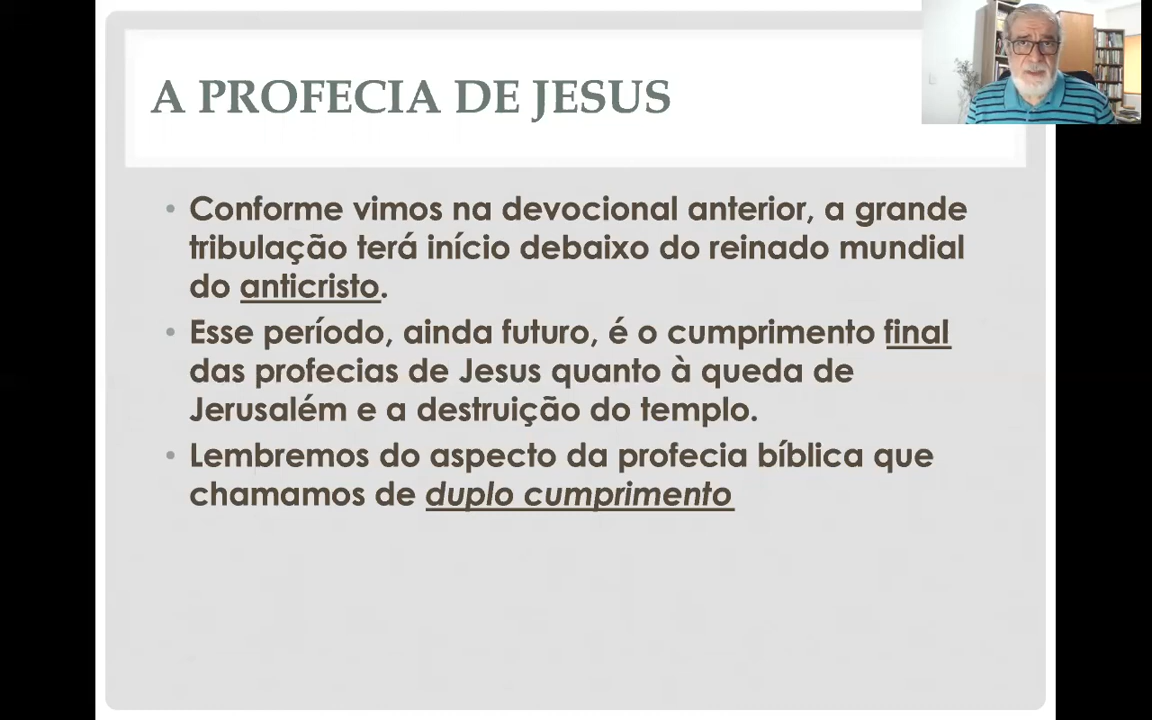 A PROFECIA DE JESUS
• Conforme vimos na devocional anterior, a grande
tribulação terá início debaixo do reinado mundial
do anticristo.
• Esse período, ainda futuro, é o cumprimento final
das profecias de Jesus quanto à queda de
Jerusalém e a destruição do templo.
• Lembremos do aspecto da profecia bíblica que
chamamos de duplo cumprimento